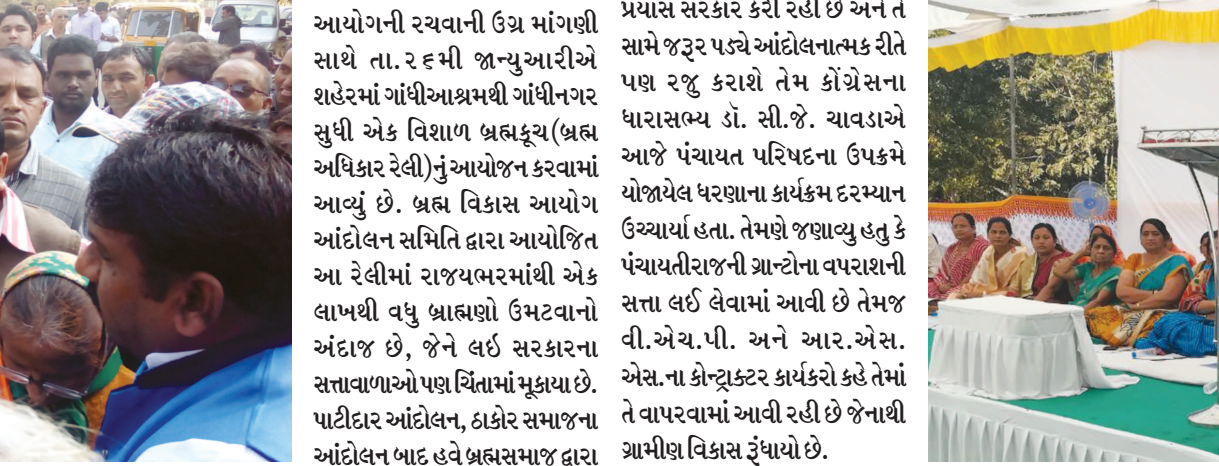 આયોગની રચવાની ઉગ્ર માંગણી
સાથે તા.૨૬મી જાન્યુઆરીએ
શહેરમાં ગાંધીઆશ્રમથી ગાંધીનગર
સુધી એક વિશાળ બ્રહ્મકૂચ(બ્રહ્મ
અધિકાર રેલી)નું આયોજન કરવામાં
આવ્યું છે. બ્રહ્મ વિકાસ આયોગ
આંદોલન સમિતિ દ્વારા આયોજિત
આ રેલીમાં રાજયભરમાંથી એક
લાખથી વધુ બ્રાહ્મણો ઉમટવાનો
અંદાજ છે, જેને લઇ સરકારના
સત્તાવાળાઓ પણ ચિંતામાં મૂકાયા છે.
પાટીદાર આંદોલન, ઠાકોર સમાજના
આંદોલન બાદ હવે બ્રહ્મસમાજ દ્વારા
પ્રયાસ સરકાર કરી રહી છે અને તે
સામે જરૂર પડ્યે આંદોલનાત્મક રીતે
પણ રજુ કરાશે તેમ કોંગ્રેસના
ધારાસભ્ય ડૉ. સી.જે. ચાવડાએ
આજે પંચાયત પરિષદના ઉપક્રમે
યોજાયેલ ધરણાના કાર્યક્રમ દરમ્યાન
ઉચ્ચાર્યા હતા. તેમણે જણાવ્યુ હતુ કે
પંચાયતીરાજની ગ્રાન્ટોના વપરાશની
સત્તા લઈ લેવામાં આવી છે તેમજ
વી.એચ.પી. અને આર.એસ.
એસ.ના કોન્ટ્રાક્ટર કાર્યકરો કહે તેમાં
તે વાપરવામાં આવી રહી છે જેનાથી
ગ્રામીણ વિકાસ રૂંધાયો છે.